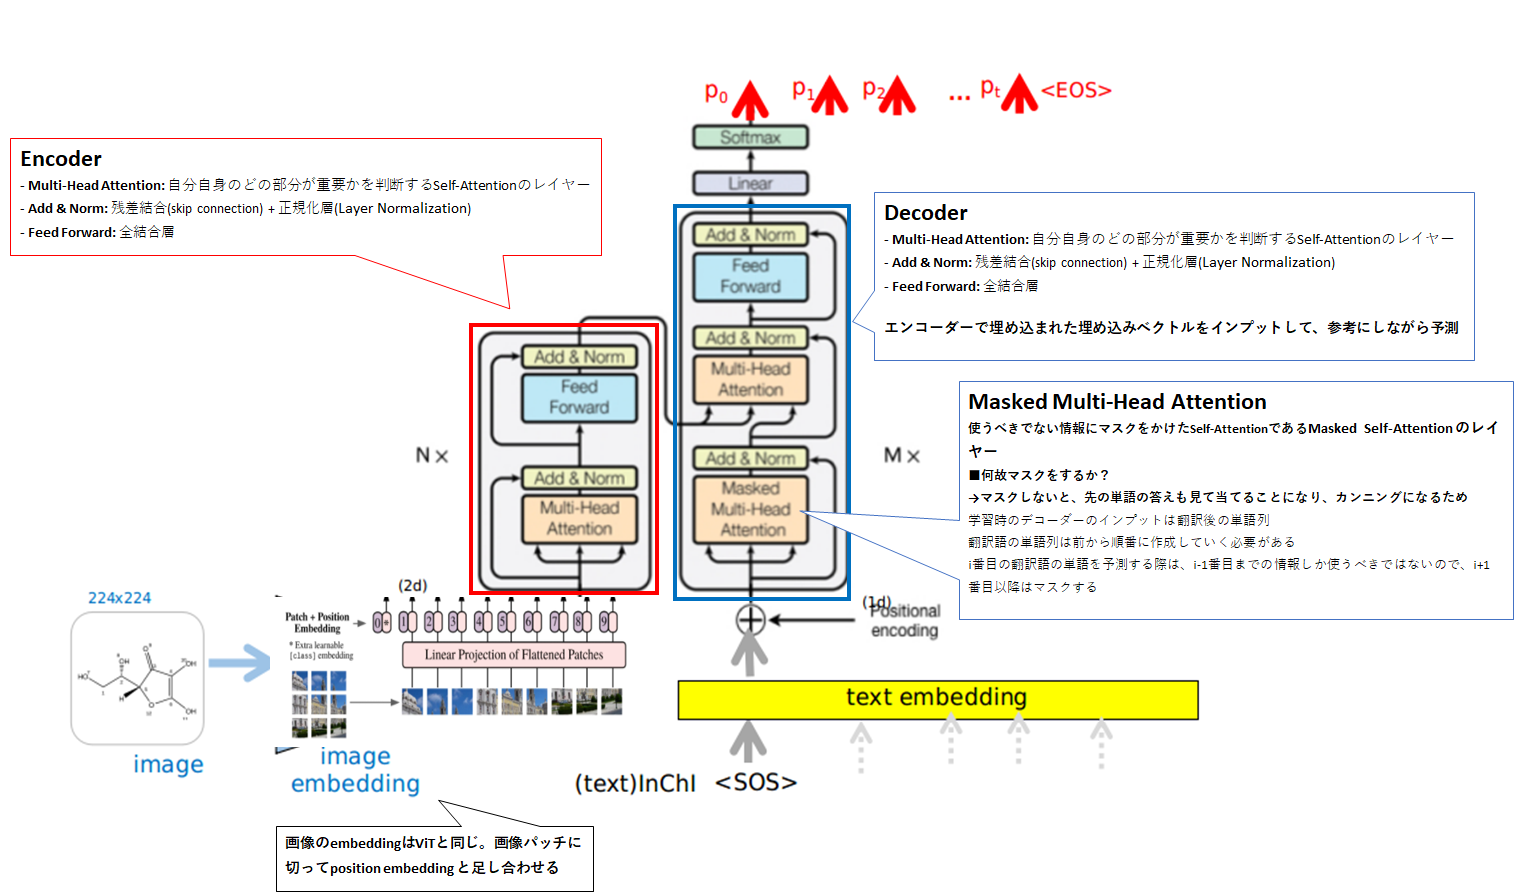 p0 p1 p2 ... pt <EOS>
Softmax
Linear
Encoder
- Multi-Head Attention: 自分自身のどの部分が重要かを判断するSelf-Attentionのレイヤー
- Add & Norm: 残差結合(skip connection) + 正規化層(Layer Normalization)
- Feed Forward: 全結合層
Decoder
- Multi-Head Attention: 自分自身のどの部分が重要かを判断するSelf-Attentionのレイヤー
- Add & Norm: 残差結合(skip connection) + 正規化層(Layer Normalization)
- Feed Forward: 全結合層
エンコーダーで埋め込まれた埋め込みベクトルをインプットして、参考にしながら予測
Add & Norm
Feed
Forward
Add & Norm
Multi-Head
Attention
Add & Norm
Masked
Multi-Head
Attention
M ×
Add & Norm
Feed
Forward
N ×
Add & Norm
Multi-Head
Attention
Masked Multi-Head Attention
使うべきでない情報にマスクをかけたSelf-AttentionであるMasked Self-Attention のレイ
ヤー
■何故マスクをするか？
→マスクしないと、先の単語の答えも見て当てることになり、カンニングになるため
学習時のデコーダーのインプットは翻訳後の単語列
翻訳語の単語列は前から順番に作成していく必要がある
i番目の翻訳語の単語を予測する際は、i-1番目までの情報しか使うべきではないので、i+1
番目以降はマスクする
(1d)
Positional
encoding
(2d)
Patch + Position
Embedding
* Extra learnable
[class] embedding
0 * 1 2 3 4 5 6 7 8 9
Linear Projection of Flattened Patches
224x224
HO
OH
O
OH
H
O
OH
image
image
embedding
text embedding
(text)InChI <SOS>
画像のembeddingはViTと同じ。画像パッチに
切ってposition embedding と足し合わせる